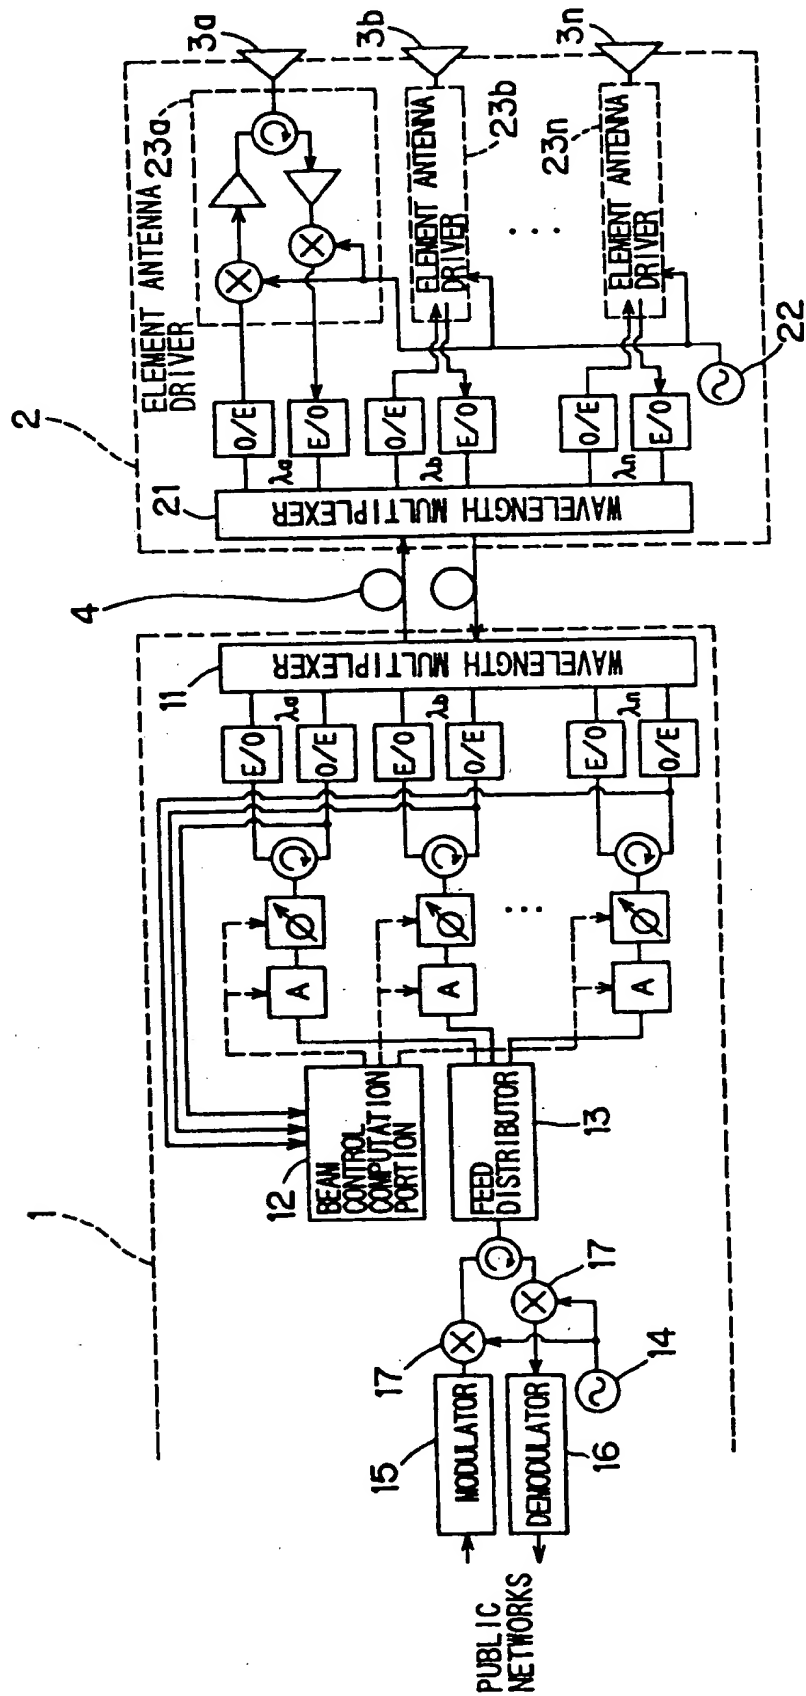 1
2
4
PUBLIC
NETWORKS
15
MODULATOR
DEMODULATOR
16
17
17
14
12
BEAM
CONTROL
COMPUTATION
PORTION
FEED
DISTRIBUTOR
13
A
Ø
A
Ø
...
A
Ø
E/O
λa
O/E
E/O
λb
O/E
E/O
λn
O/E
11
WAVELENGTH MULTIPLEXER
21
WAVELENGTH MULTIPLEXER
O/E
λa
E/O
O/E
λb
E/O
O/E
λn
E/O
ELEMENT ANTENNA
DRIVER
23a
ELEMENT ANTENNA
DRIVER
23b
...
23n
ELEMENT ANTENNA
DRIVER
22
3a
3b
3n